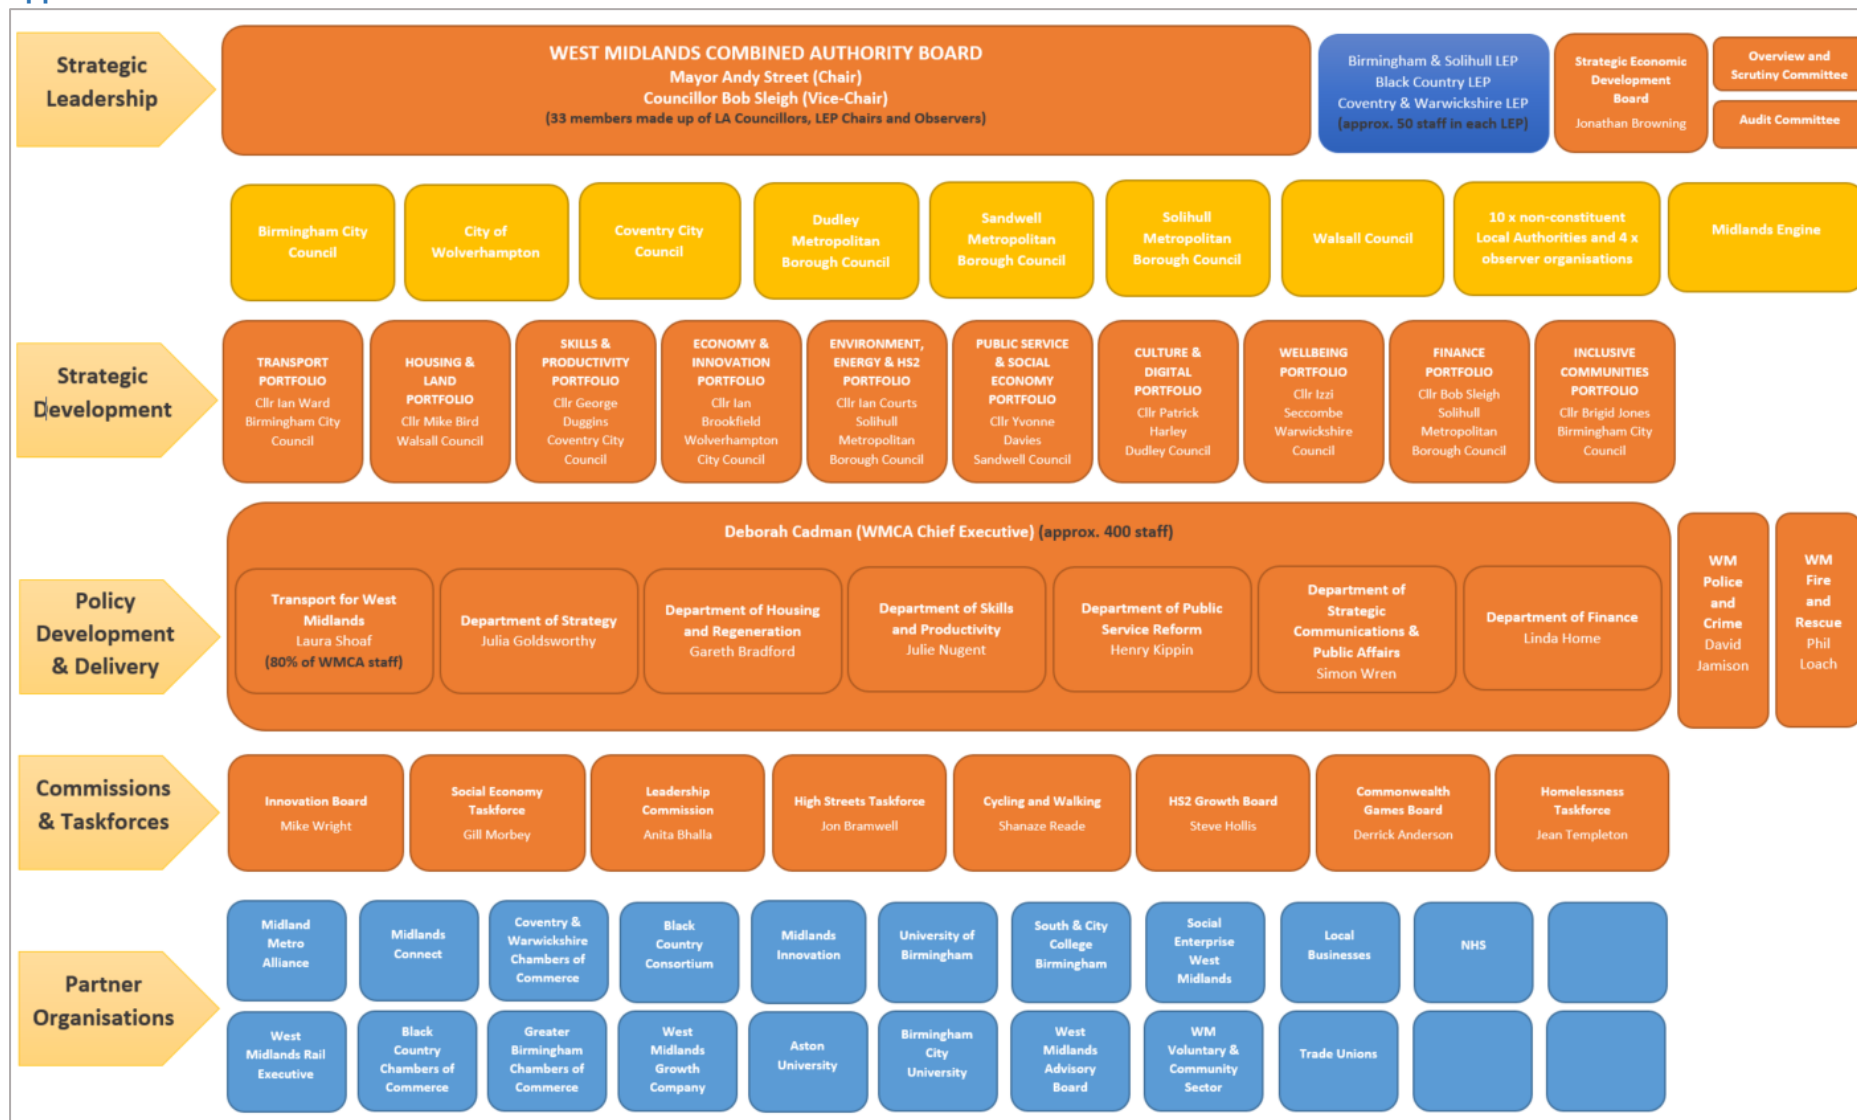 Strategic
Leadership
WEST MIDLANDS COMBINED AUTHORITY BOARD
Mayor Andy Street (Chair)
Councillor Bob Sleigh (Vice-Chair)
(33 members made up of LA Councillors, LEP Chairs and Observers)
Birmingham & Solihull LEP
Black Country LEP
Coventry & Warwickshire LEP
(approx. 50 staff in each LEP)
Strategic Economic
Development
Board
Jonathan Browning
Overview and
Scrutiny Committee
Audit Committee
Birmingham City
Council
City of
Wolverhampton
Coventry City
Council
Dudley
Metropolitan
Borough Council
Sandwell
Metropolitan
Borough Council
Solihull
Metropolitan
Borough Council
Walsall Council
10 x non-constituent
Local Authorities and 4 x
observer organisations
Midlands Engine
Strategic
Development
TRANSPORT
PORTFOLIO
Cllr Ian Ward
Birmingham City
Council
HOUSING &
LAND
PORTFOLIO
Cllr Mike Bird
Walsall Council
SKILLS &
PRODUCTIVITY
PORTFOLIO
Cllr George
Duggins
Coventry City
Council
ECONOMY &
INNOVATION
PORTFOLIO
Cllr Ian
Brookfield
Wolverhampton
City Council
ENVIRONMENT,
ENERGY & HS2
PORTFOLIO
Cllr Ian Courts
Solihull
Metropolitan
Borough Council
PUBLIC SERVICE
& SOCIAL
ECONOMY
PORTFOLIO
Cllr Yvonne
Davies
Sandwell Council
CULTURE &
DIGITAL
PORTFOLIO
Cllr Patrick
Harley
Dudley Council
WELLBEING
PORTFOLIO
Cllr Izzi
Seccombe
Warwickshire
Council
FINANCE
PORTFOLIO
Cllr Bob Sleigh
Solihull
Metropolitan
Borough Council
INCLUSIVE
COMMUNITIES
PORTFOLIO
Cllr Brigid Jones
Birmingham City
Council
Policy
Development
& Delivery
Deborah Cadman (WMCA Chief Executive) (approx. 400 staff)
Transport for West
Midlands
Laura Shoaf
(80% of WMCA staff)
Department of Strategy
Julia Goldsworthy
Department of Housing
and Regeneration
Gareth Bradford
Department of Skills
and Productivity
Julie Nugent
Department of Public
Service Reform
Henry Kippin
Department of
Strategic
Communications &
Public Affairs
Simon Wren
Department of Finance
Linda Home
WM
Police
and
Crime
David
Jamison
WM
Fire
and
Rescue
Phil
Loach
Commissions
& Taskforces
Innovation Board
Mike Wright
Social Economy
Taskforce
Gill Morbey
Leadership
Commission
Anita Bhalla
High Streets Taskforce
Jon Bramwell
Cycling and Walking
Shanaze Reade
HS2 Growth Board
Steve Hollis
Commonwealth
Games Board
Derrick Anderson
Homelessness
Taskforce
Jean Templeton
Partner
Organisations
Midland
Metro
Alliance
Midlands
Connect
Coventry &
Warwickshire
Chambers of
Commerce
Black
Country
Consortium
Midlands
Innovation
University of
Birmingham
South & City
College
Birmingham
Social
Enterprise
West
Midlands
Local
Businesses
NHS
West
Midlands Rail
Executive
Black
Country
Chambers of
Commerce
Greater
Birmingham
Chambers of
Commerce
West
Midlands
Growth
Company
Aston
University
Birmingham
City
University
West
Midlands
Advisory
Board
WM
Voluntary &
Community
Sector
Trade Unions